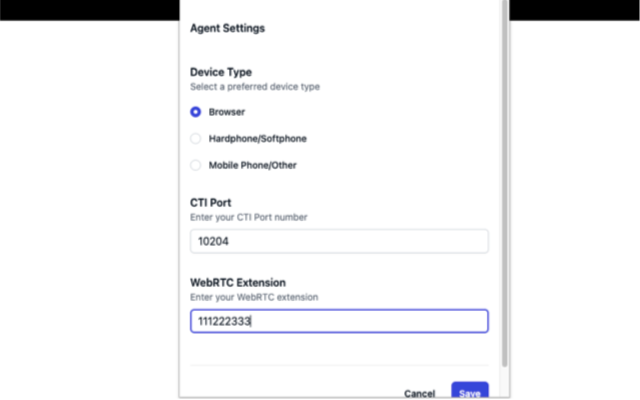 Agent Settings
Device Type
Select a preferred device type
Browser
Hardphone/Softphone
Mobile Phone/Other
CTI Port
Enter your CTI Port number
10204
WebRTC Extension
Enter your WebRTC extension
111222333
Cancel Save